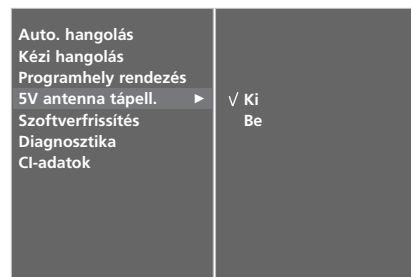 Auto. hangolás
Kézi hangolás
Programhely rendezés
5V antenna tápell. ►
√ Ki
Be
Szoftverfrissítés
Diagnosztika
CI-adatok